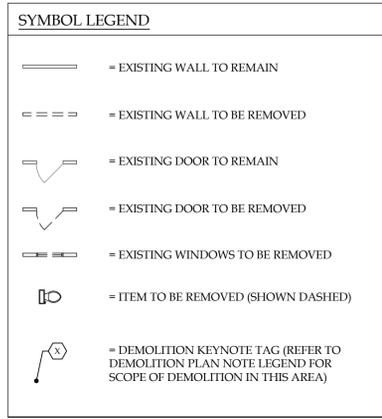 SYMBOL LEGEND
= EXISTING WALL TO REMAIN
= EXISTING WALL TO BE REMOVED
= EXISTING DOOR TO REMAIN
= EXISTING DOOR TO BE REMOVED
= EXISTING WINDOWS TO BE REMOVED
= ITEM TO BE REMOVED (SHOWN DASHED)
X = DEMOLITION KEYNOTE TAG (REFER TO
DEMOLITION PLAN NOTE LEGEND FOR
SCOPE OF DEMOLITION IN THIS AREA)